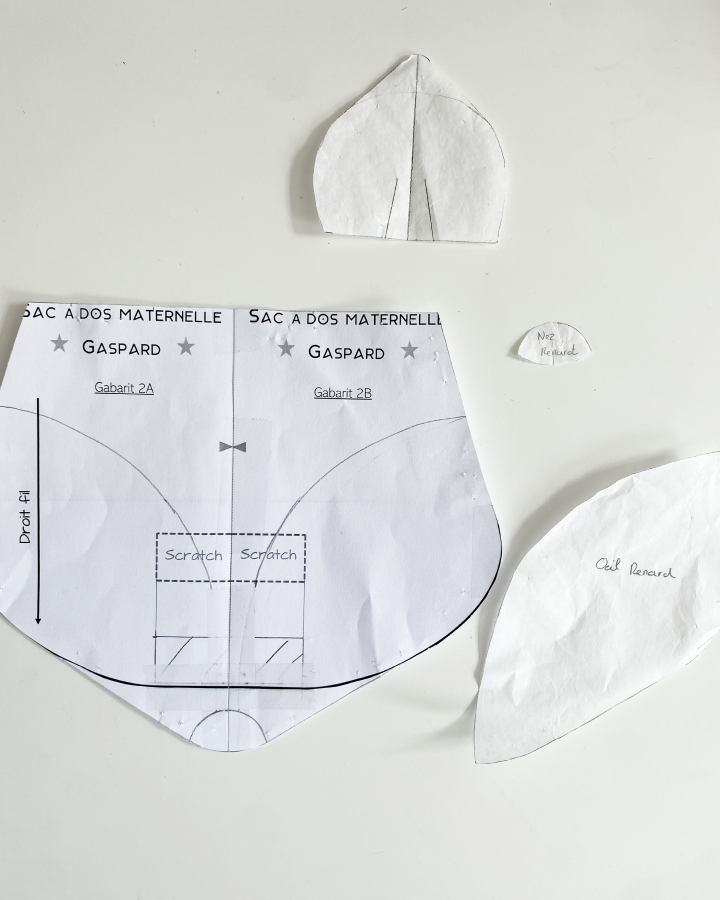 SAC A DOS MATERNELLE
GASPARD
Gabarit 2A
SAC A DOS MATERNELLE
GASPARD
Gabarit 2B
Droit fil
Scratch
Scratch
Nez
Renard
Oeil Renard